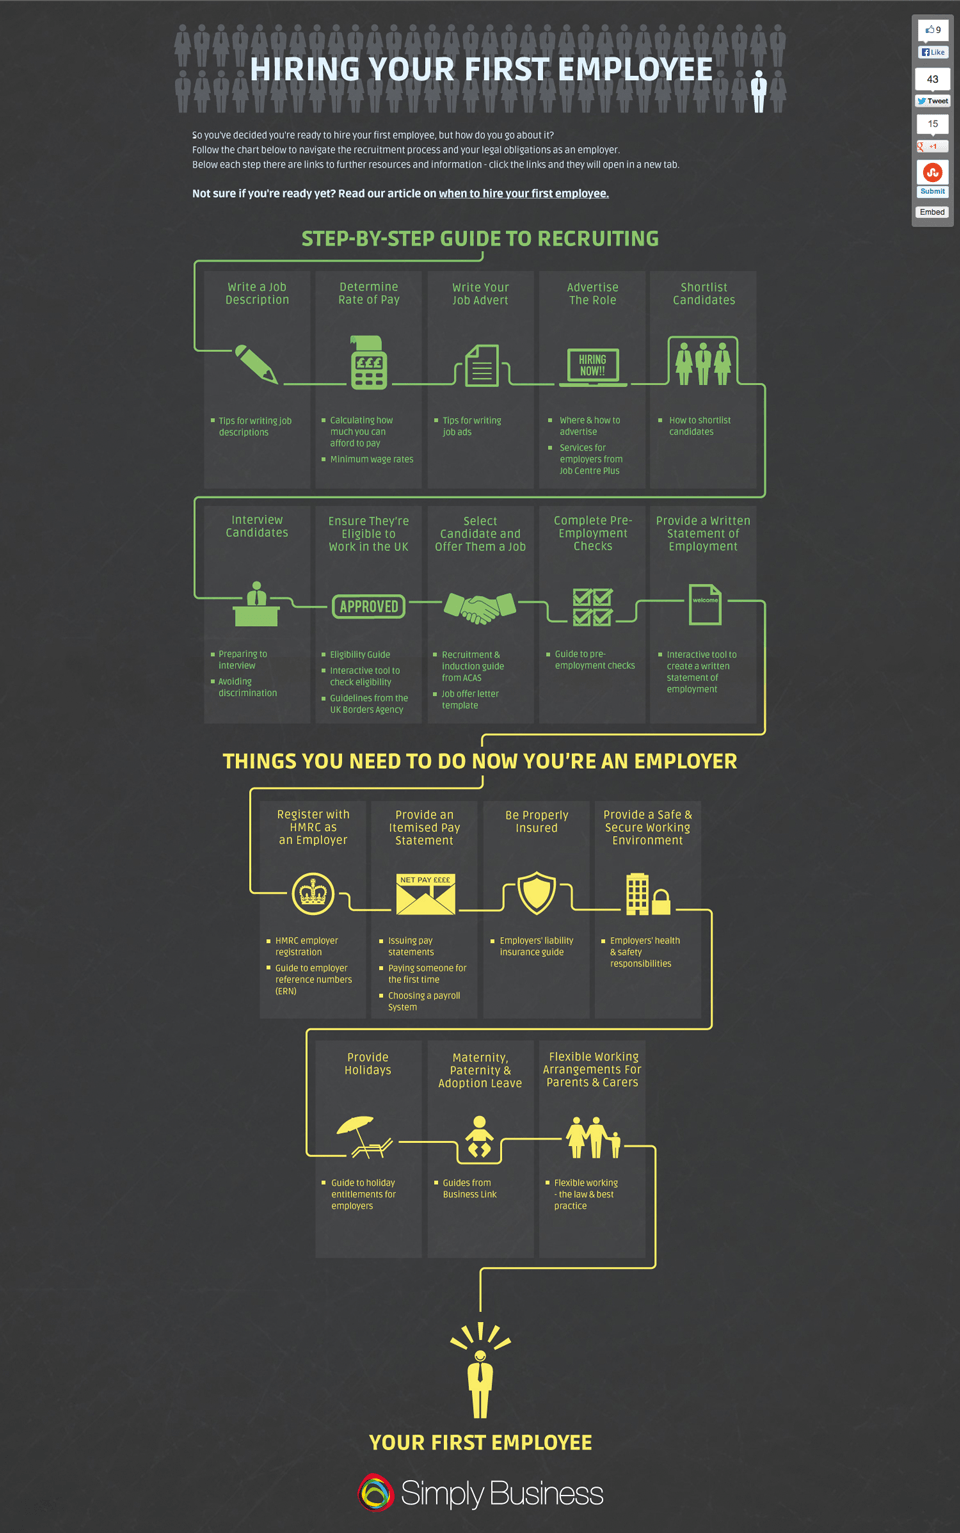 HIRING YOUR FIRST EMPLOYEE
So you've decided you're ready to hire your first employee, but how do you go about it?
Follow the chart below to navigate the recruitment process and your legal obligations as an employer.
Below each step there are links to further resources and information - click the links and they will open in a new tab.
Not sure if you're ready yet? Read our article on when to hire your first employee.
9
Like
43
Tweet
15
+1
Submit
Embed
STEP-BY-STEP GUIDE TO RECRUITING
Write a Job
Description
Tips for writing job
descriptions
Determine
Rate of Pay
£££
Calculating how
much you can
afford to pay
Minimum wage rates
Write Your
Job Advert
Tips for writing
job ads
Advertise
The Role
HIRING
NOW!!
Where & how to
advertise
Services for
employers from
Job Centre Plus
Shortlist
Candidates
How to shortlist
candidates
Interview
Candidates
Preparing to
interview
Avoiding
discrimination
Ensure They're
Eligible to
Work in the UK
APPROVED
Eligibility Guide
Interactive tool to
check eligibility
Guidelines from the
UK Borders Agency
Select
Candidate and
Offer Them a Job
Recruitment &
induction guide
from ACAS
Job offer letter
template
Complete Pre-
Employment
Checks
Guide to pre-
employment checks
Provide a Written
Statement of
Employment
welcome
Interactive tool to
create a written
statement of
employment
THINGS YOU NEED TO DO NOW YOU'RE AN EMPLOYER
Register with
HMRC as
an Employer
HMRC employer
registration
Guide to employer
reference numbers
(ERN)
Provide an
Itemised Pay
Statement
NET PAY ££££
Issuing pay
statements
Paying someone for
the first time
Choosing a payroll
System
Be Properly
Insured
Employers' liability
insurance guide
Provide a Safe &
Secure Working
Environment
Employers' health
& safety
responsibilities
Provide
Holidays
Guide to holiday
entitlements for
employers
Maternity,
Paternity &
Adoption Leave
Guides from
Business Link
Flexible Working
Arrangements For
Parents & Carers
Flexible working
- the law & best
practice
YOUR FIRST EMPLOYEE
Simply Business